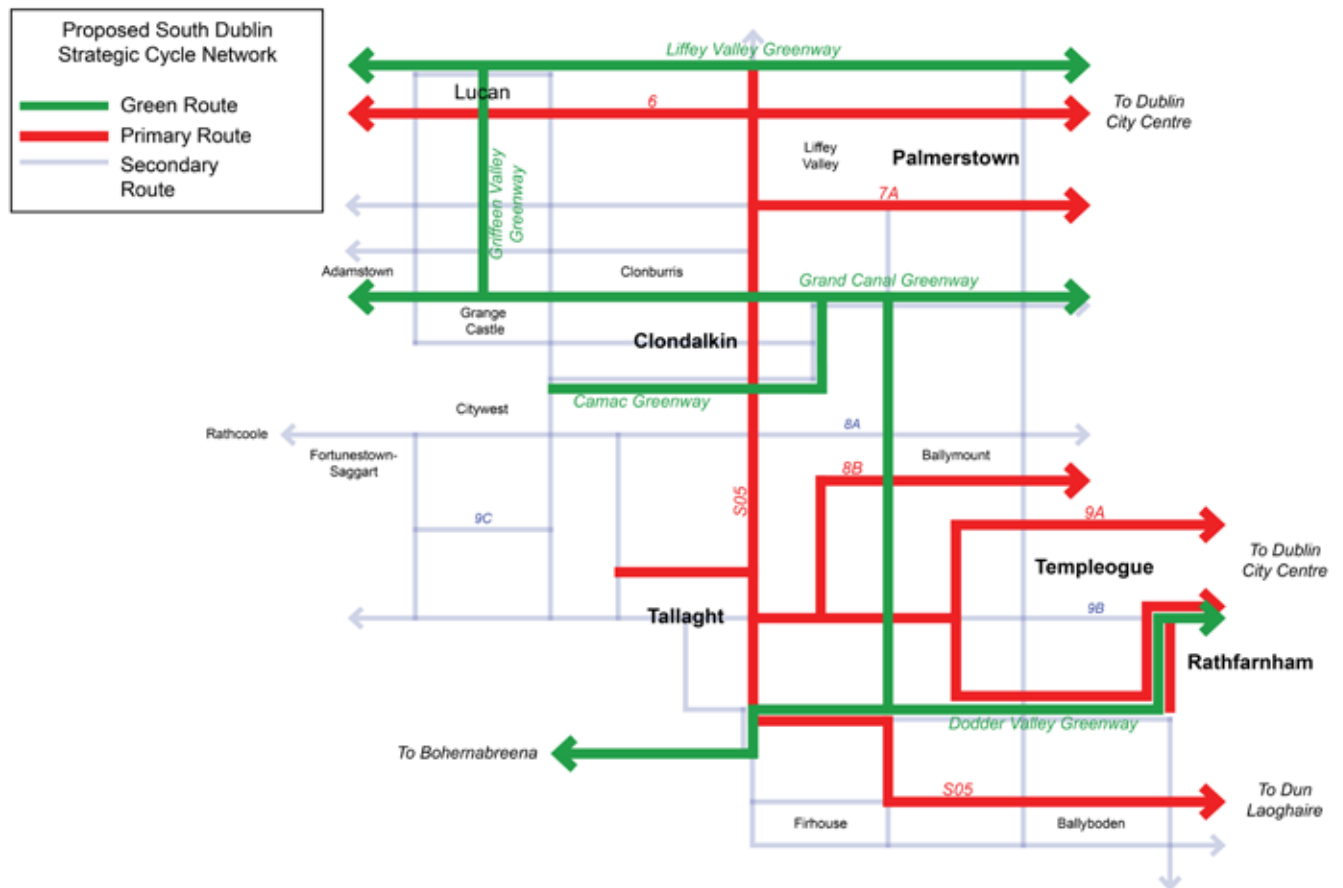 Proposed South Dublin
Strategic Cycle Network
Green Route
Primary Route
Secondary
Route
Liffey Valley Greenway
Lucan
6
To Dublin
City Centre
Liffey
Valley
Palmerstown
7A
Griffeen Valley
Greenway
Adamstown
Clonburris
Grand Canal Greenway
Grange
Castle
Clondalkin
Camac Greenway
Citywest
Rathcoole
8A
Fortunestown-
Saggart
8B
Ballymount
S05
9C
9A
To Dublin
City Centre
Templeogue
Tallaght
9B
Rathfarnham
Dodder Valley Greenway
To Bohernabreena
S05
To Dun
Laoghaire
Firhouse
Ballyboden